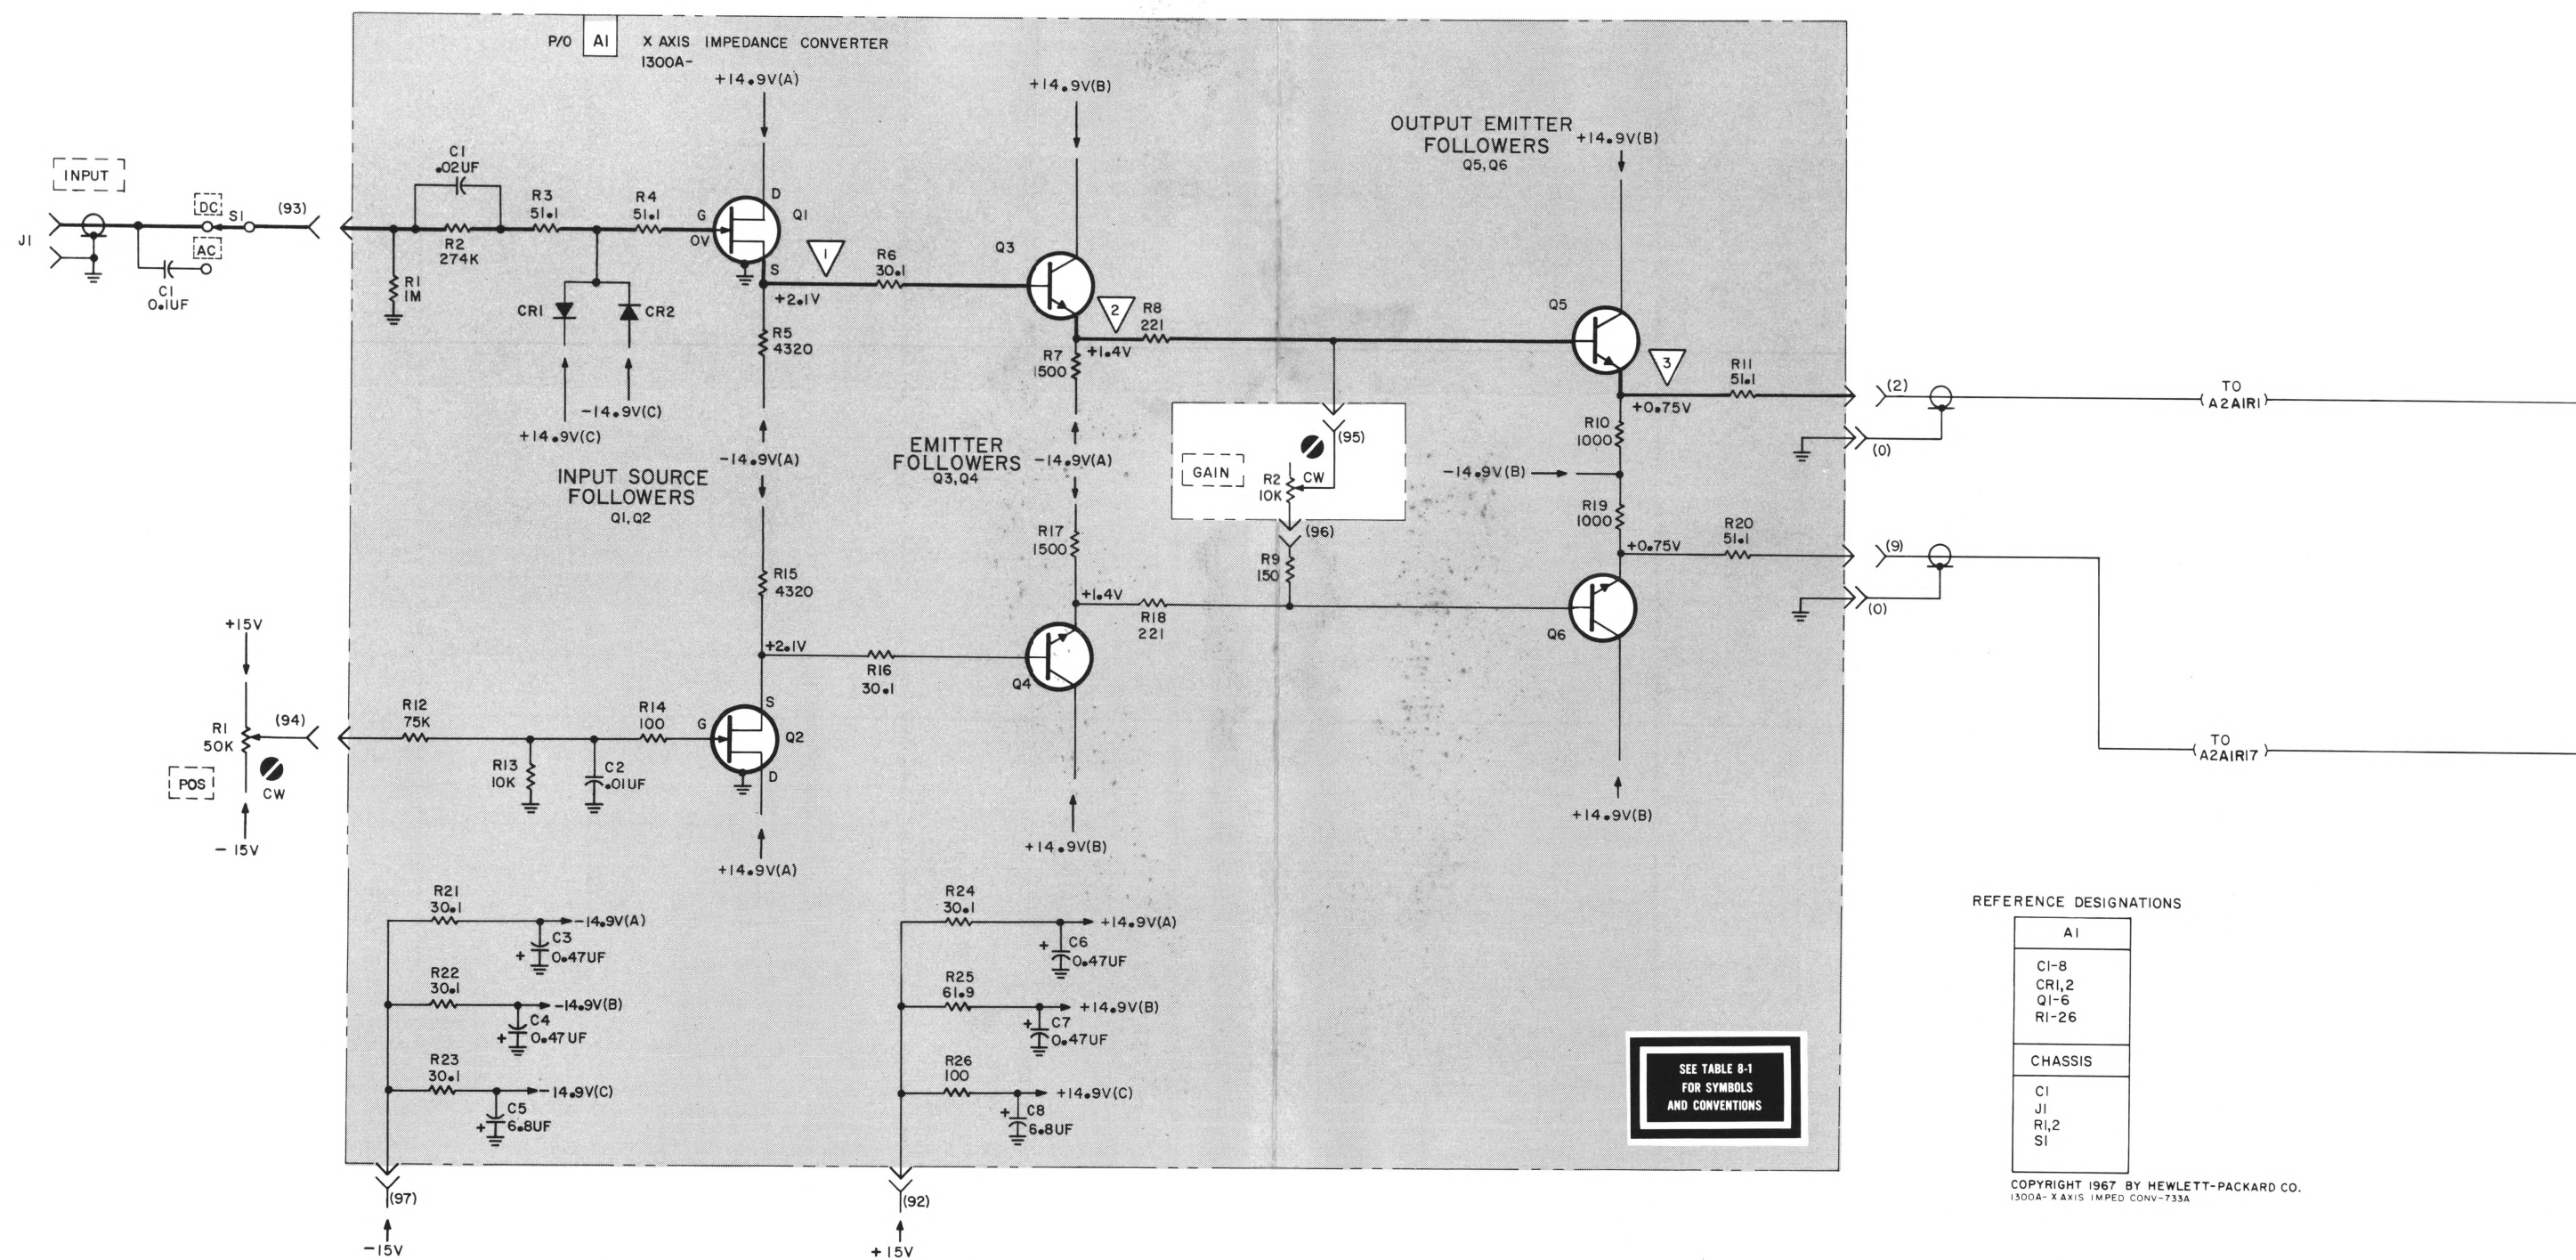 P/O A1 X AXIS IMPEDANCE CONVERTER
1300A-
+14.9V(A)
+14.9V(B)
OUTPUT EMITTER
FOLLOWERS
Q5,Q6
+14.9V(B)
INPUT
J1
C1
0.1UF
DC
S1
AC
(93)
C1
.02UF
R2
274K
R1
1M
R3
51.1
R4
51.1
G
0V
D
Q1
S
1
+2.1V
CR1
CR2
-14.9V(C)
+14.9V(C)
R5
4320
R6
30.1
Q3
2
R8
221
+1.4V
R7
1500
Q5
3
+0.75V
R11
51.1
(2)
TO
A2A1R1
R10
1000
(0)
-14.9V(A)
INPUT SOURCE
FOLLOWERS
Q1,Q2
EMITTER
FOLLOWERS
Q3,Q4
-14.9V(A)
GAIN
(95)
R2
10K
CW
(96)
-14.9V(B)
R19
1000
R17
1500
R9
150
+0.75V
R20
51.1
(9)
(0)
R15
4320
+1.4V
R18
221
Q6
+2.1V
R16
30.1
Q4
+15V
R1
50K
(94)
POS
CW
-15V
R12
75K
R13
10K
C2
.01UF
R14
100
G
S
Q2
D
TO
A2A1R17
+14.9V(A)
+14.9V(B)
+14.9V(B)
R21
30.1
-14.9V(A)
C3
+ 0.47UF
R22
30.1
-14.9V(B)
C4
+ 0.47UF
R23
30.1
-14.9V(C)
C5
+ 6.8UF
R24
30.1
+14.9V(A)
+ C6
0.47UF
R25
61.9
+14.9V(B)
+ C7
0.47UF
R26
100
+14.9V(C)
+ C8
6.8UF
(97)
-15V
(92)
+15V
SEE TABLE 8-1
FOR SYMBOLS
AND CONVENTIONS
REFERENCE DESIGNATIONS
A1
C1-8
CR1,2
Q1-6
R1-26
CHASSIS
C1
J1
R1,2
S1
COPYRIGHT 1967 BY HEWLETT-PACKARD CO.
1300A- X AXIS IMPED CONV-733A